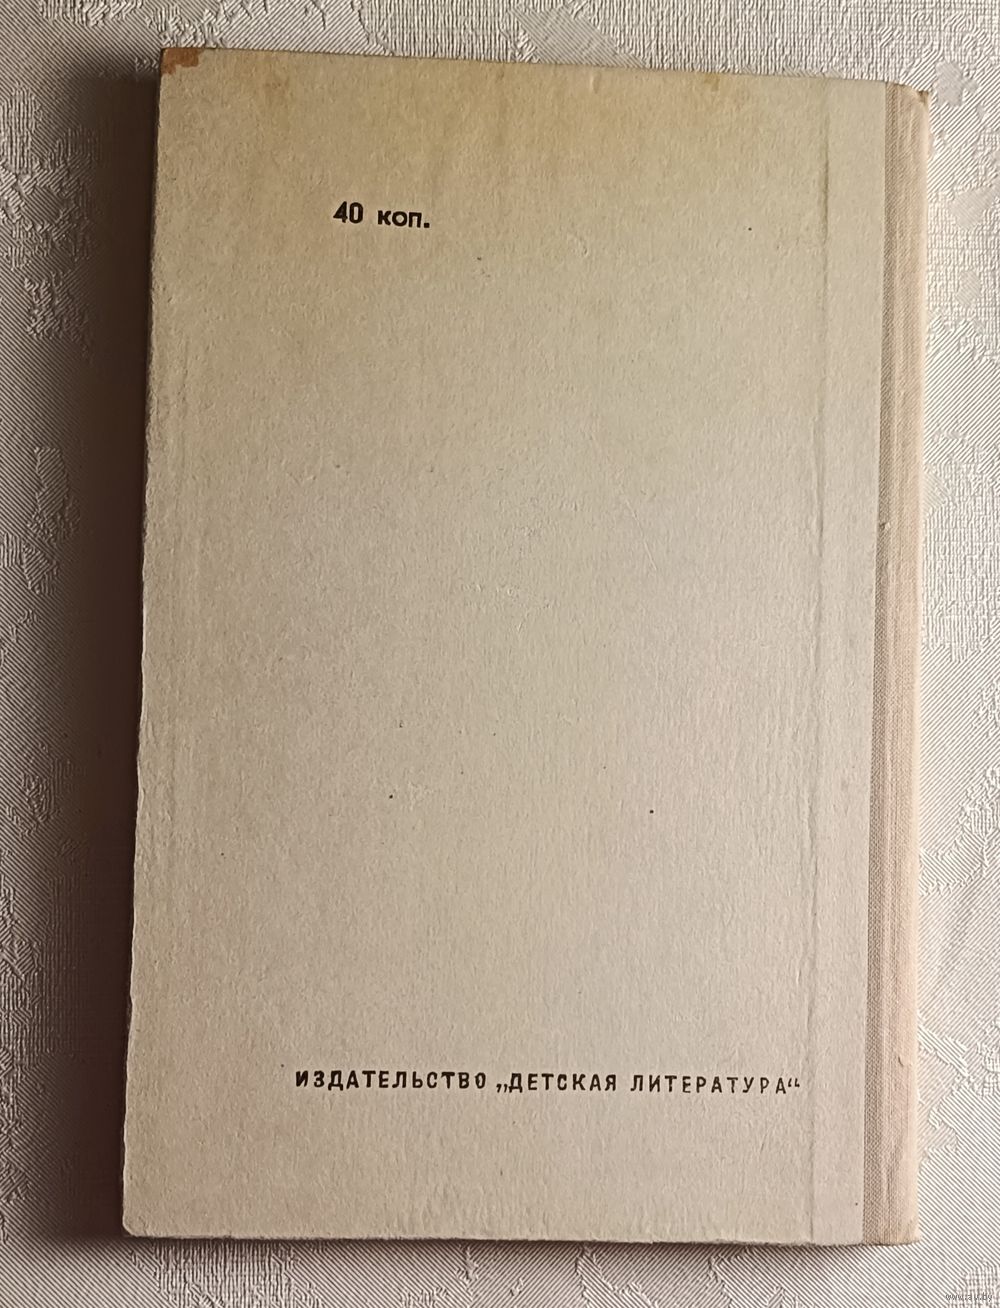 40 коп.
ИЗДАТЕЛЬСТВО „ДЕТСКАЯ ЛИТЕРАТУРА“